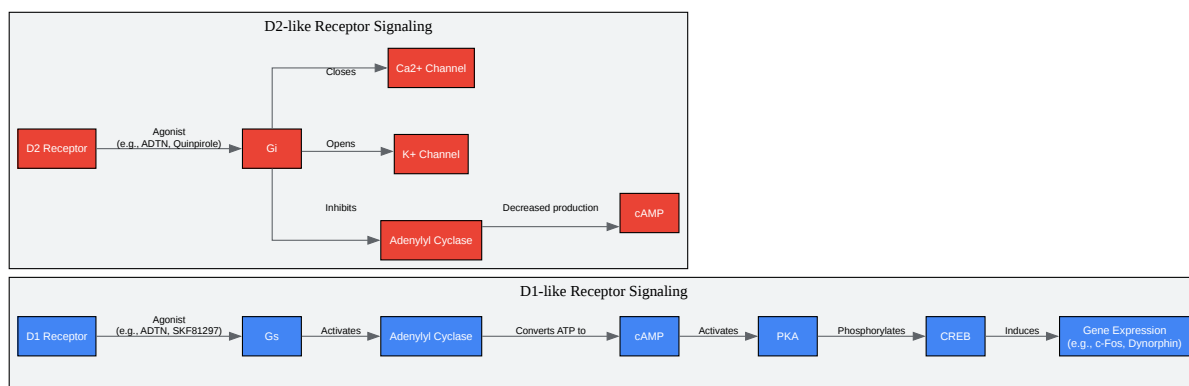 D2-like Receptor Signaling
Closes
Ca2+ Channel
D2 Receptor
Agonist
(e.g., ADTN, Quinpirole)
Gi
Opens
K+ Channel
Inhibits
Adenylyl Cyclase
Decreased production
cAMP
D1-like Receptor Signaling
D1 Receptor
Agonist
(e.g., ADTN, SKF81297)
Gs
Activates
Adenylyl Cyclase
Converts ATP to
cAMP
Activates
PKA
Phosphorylates
CREB
Induces
Gene Expression
(e.g., c-Fos, Dynorphin)